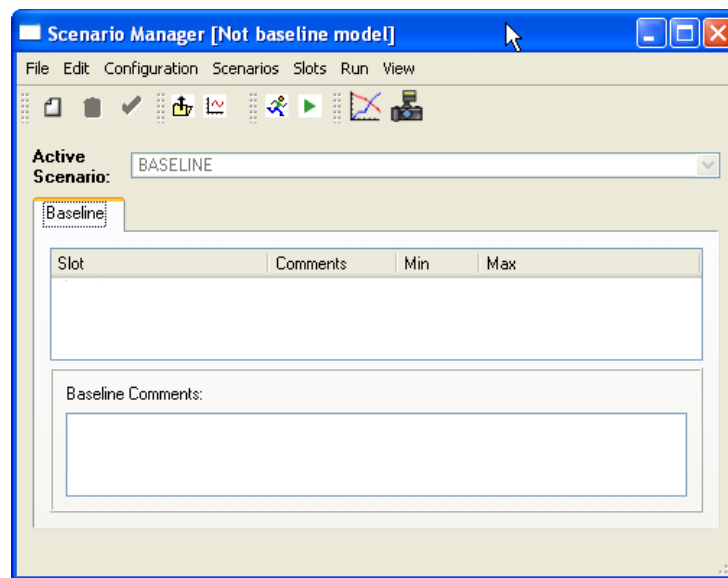 Scenario Manager [Not baseline model]
File Edit Configuration Scenarios Slots Run View
Active Scenario:
BASELINE
Baseline
Slot Comments Min Max
Baseline Comments: